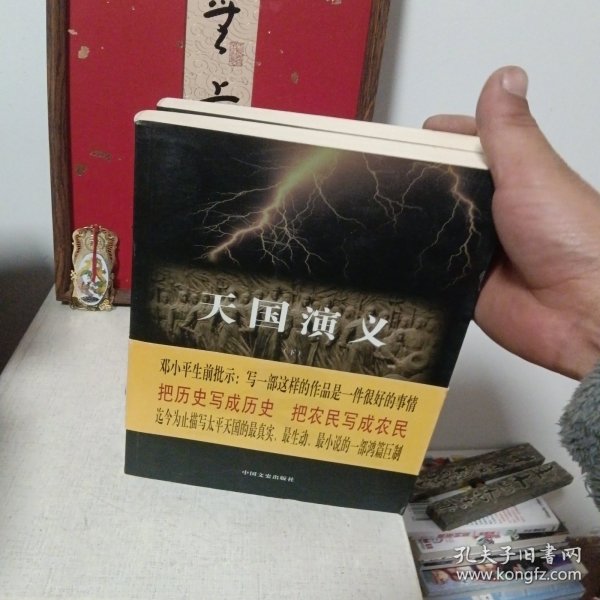 无
上
天国演义
下
邓小平生前批示：写一部这样的作品是一件很好的事情
把历史写成历史 把农民写成农民
迄今为止描写太平天国的最真实、最生动、最小说的一部鸿篇巨制
中国文史出版社
孔夫子旧书网
www.kongfz.com